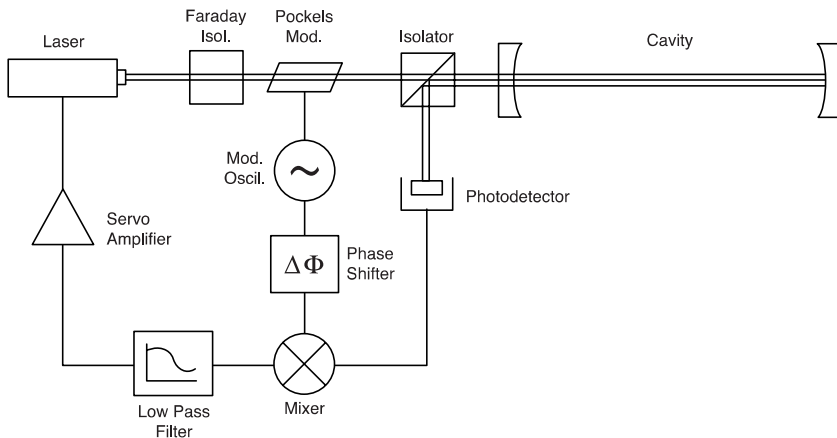 Laser
Faraday
Isol.
Pockels
Mod.
Isolator
Cavity
Mod.
Oscil.
Photodetector
Servo
Amplifier
ΔΦ
Phase
Shifter
Low Pass
Filter
Mixer